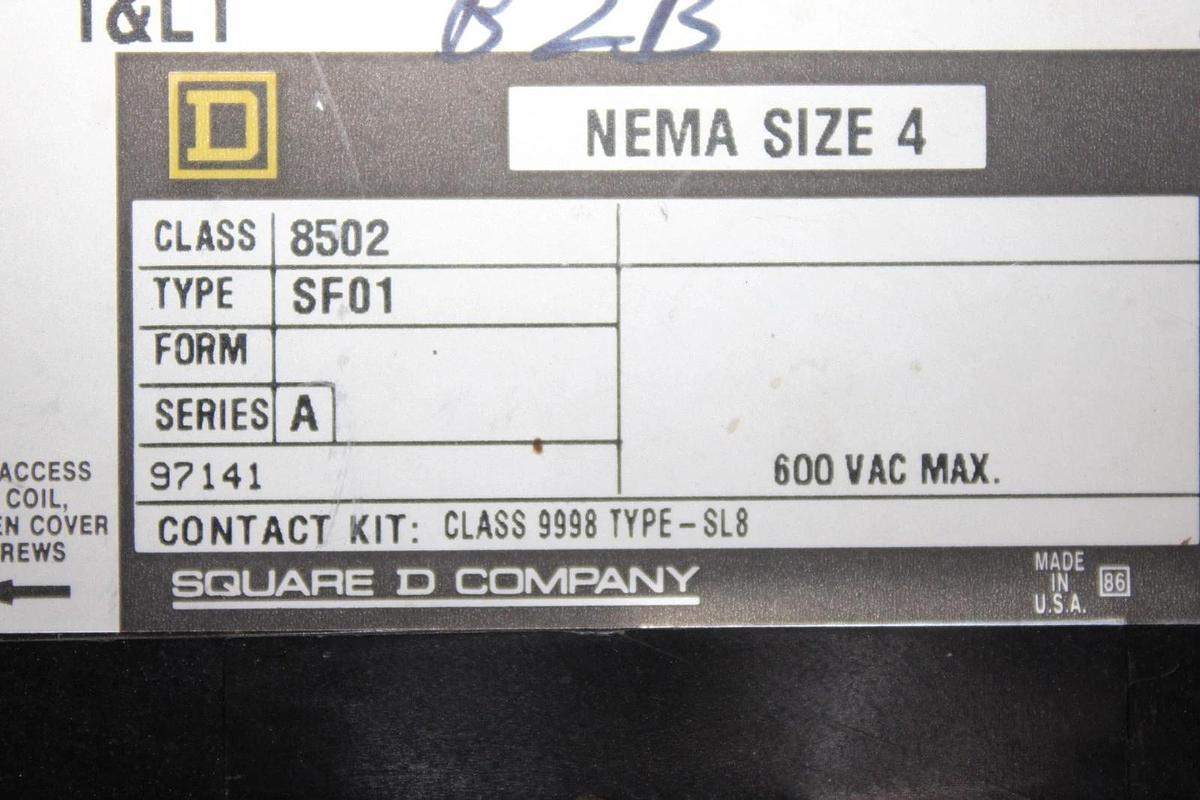 T&LT
B2B
D
NEMA SIZE 4
CLASS 8502
TYPE SF01
FORM
SERIES A
97141
600 VAC MAX.
CONTACT KIT: CLASS 9998 TYPE-SL8
ACCESS
COIL,
EN COVER
REWS
SQUARE D COMPANY
MADE
IN
U.S.A.
86